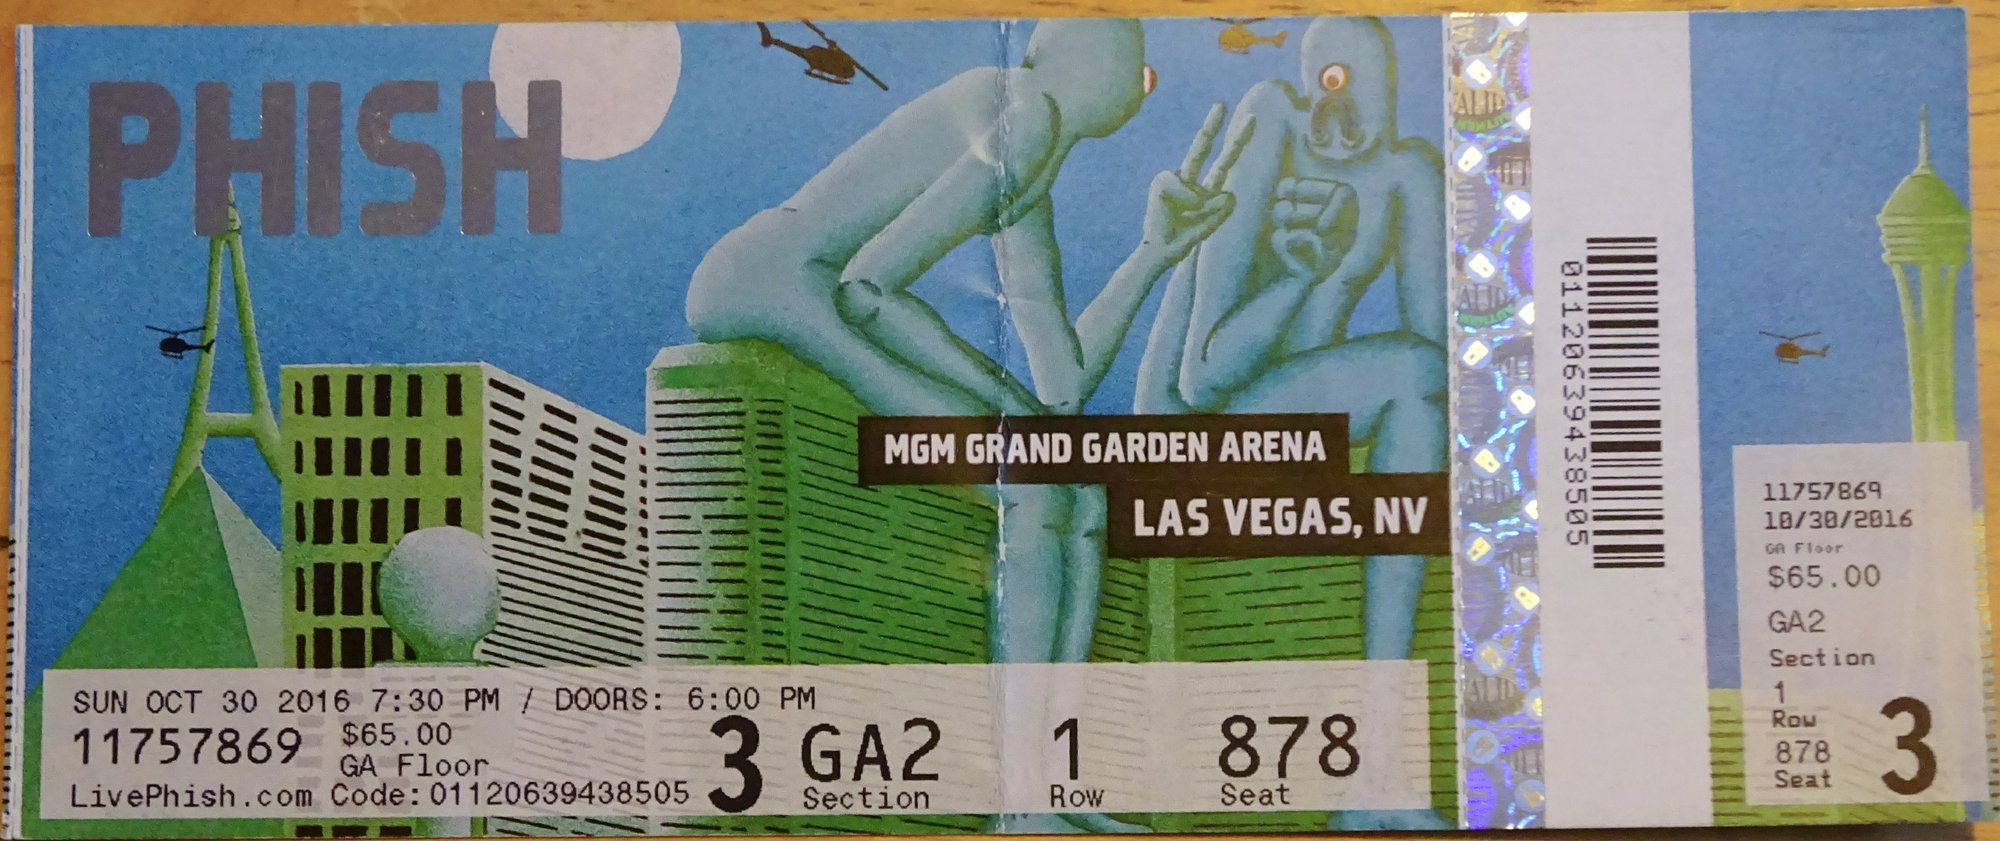 PHISH
MGM GRAND GARDEN ARENA
LAS VEGAS, NV
SUN OCT 30 2016 7:30 PM / DOORS: 6:00 PM
11757869
$65.00
GA Floor
LivePhish.com Code:01120639438505
3
GA2
Section
1
Row
878
Seat
VALID
01120639438505
11757869
10/30/2016
GA Floor
$65.00
GA2
Section
1
Row
878
Seat
3